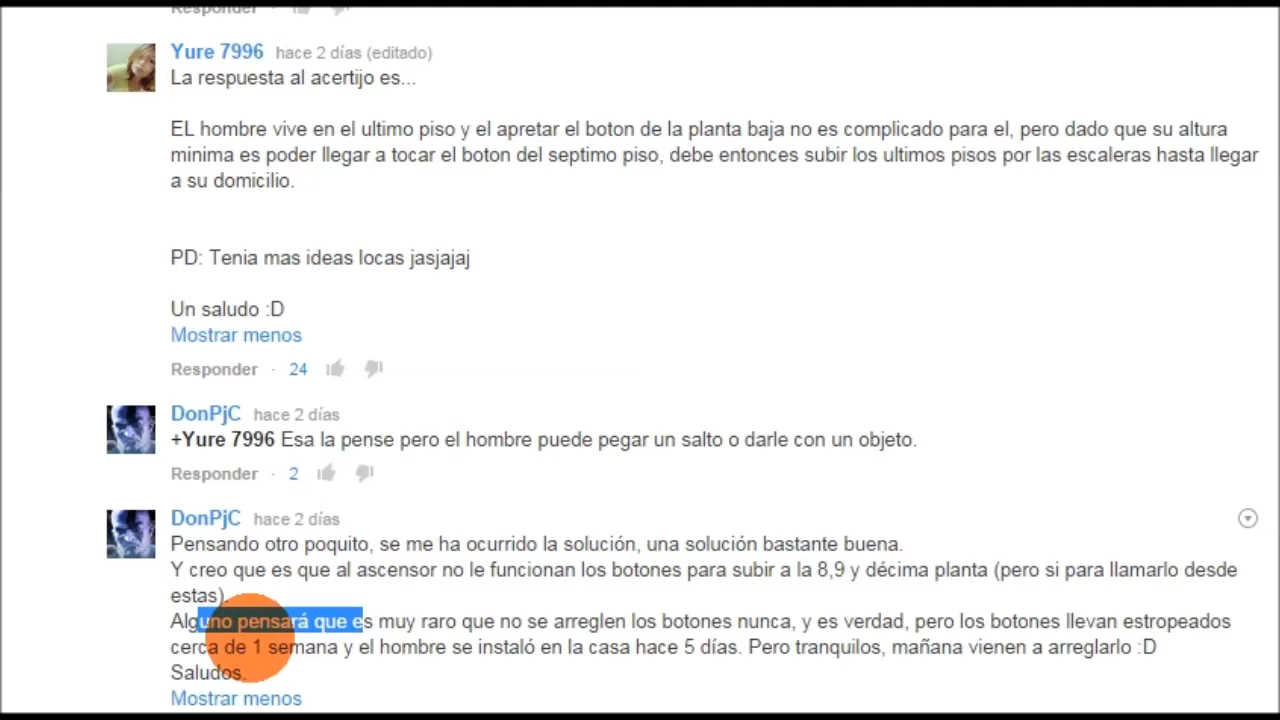 Responder
Yure 7996 hace 2 días (editado)
La respuesta al acertijo es...
EL hombre vive en el ultimo piso y el apretar el boton de la planta baja no es complicado para el, pero dado que su altura
minima es poder llegar a tocar el boton del septimo piso, debe entonces subir los ultimos pisos por las escaleras hasta llegar
a su domicilio.
PD: Tenia mas ideas locas jasjajaj
Un saludo :D
Mostrar menos
Responder · 24
DonPjC hace 2 días
+Yure 7996 Esa la pense pero el hombre puede pegar un salto o darle con un objeto.
Responder · 2
DonPjC hace 2 días
Pensando otro poquito, se me ha ocurrido la solución, una solución bastante buena.
Y creo que es que al ascensor no le funcionan los botones para subir a la 8,9 y décima planta (pero si para llamarlo desde
estas).
Alguno pensará que es muy raro que no se arreglen los botones nunca, y es verdad, pero los botones llevan estropeados
cerca de 1 semana y el hombre se instaló en la casa hace 5 días. Pero tranquilos, mañana vienen a arreglarlo :D
Saludos.
Mostrar menos